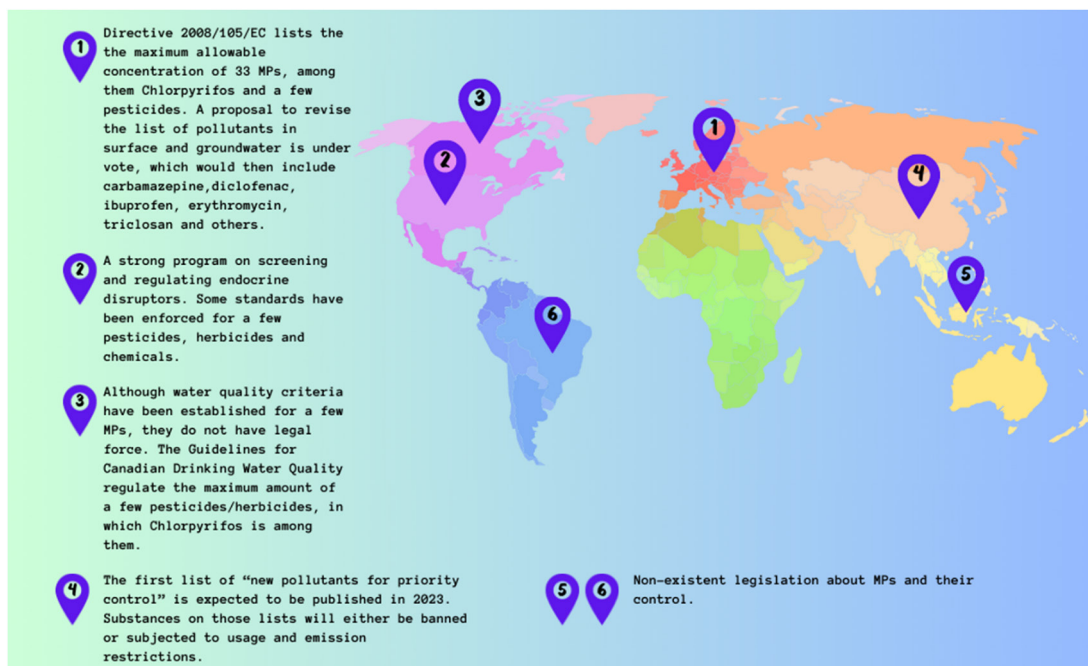 1
Directive 2008/105/EC lists the
the maximum allowable
concentration of 33 MPs, among
them Chlorpyrifos and a few
pesticides. A proposal to revise
the list of pollutants in
surface and groundwater is under
vote, which would then include
carbamazepine,diclofenac,
ibuprofen, erythromycin,
triclosan and others.
2
A strong program on screening
and regulating endocrine
disruptors. Some standards have
been enforced for a few
pesticides, herbicides and
chemicals.
3
Although water quality criteria
have been established for a few
MPs, they do not have legal
force. The Guidelines for
Canadian Drinking Water Quality
regulate the maximum amount of
a few pesticides/herbicides, in
which Chlorpyrifos is among
them.
4
The first list of “new pollutants for priority
control” is expected to be published in 2023.
Substances on those lists will either be banned
or subjected to usage and emission
restrictions.
5 6
Non-existent legislation about MPs and their
control.
3
1
2
4
5
6